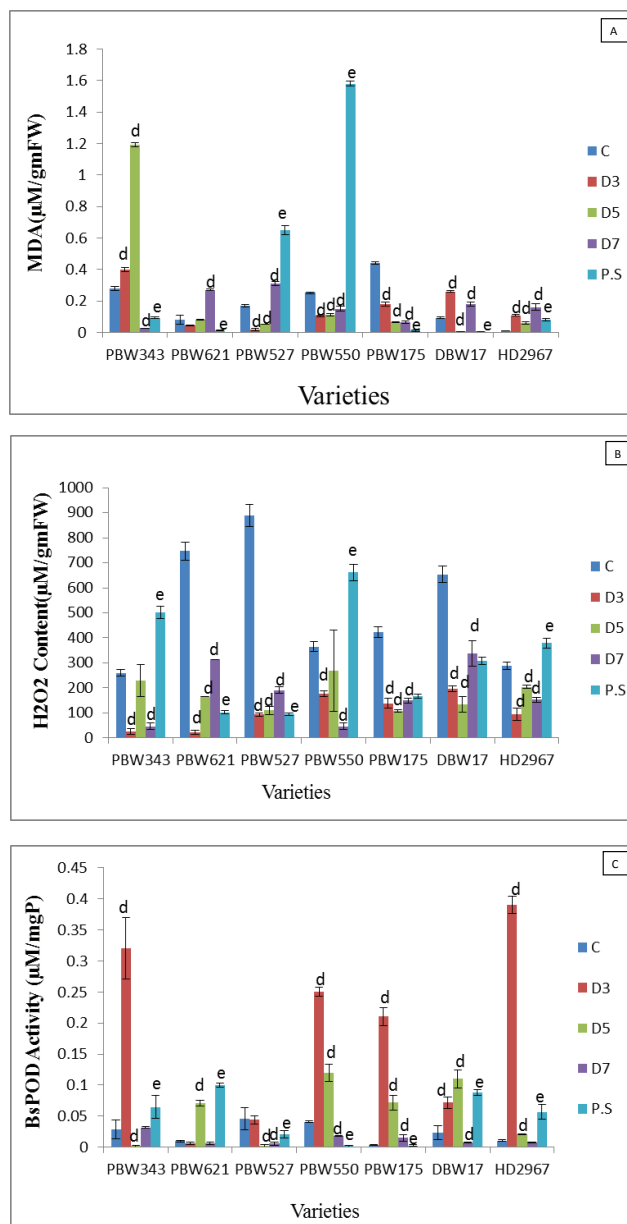 A
MDA(µM/gmFW)
1.8
1.6
1.4
1.2
1
0.8
0.6
0.4
0.2
0
d d d e
d e
d d d e
d d d e
d d d e
d d d e
d d d e
PBW343 PBW621 PBW527 PBW550 PBW175 DBW17 HD2967
Varieties
C
D3
D5
D7
P.S
B
H2O2 Content(µM/gmFW)
1000
900
800
700
600
500
400
300
200
100
0
d d e
d d e
d d d e
d d e
d d d
d d d
d d d e
PBW343 PBW621 PBW527 PBW550 PBW175 DBW17 HD2967
Varieties
C
D3
D5
D7
P.S
C
BsPOD Activity (µM/mgP)
0.45
0.4
0.35
0.3
0.25
0.2
0.15
0.1
0.05
0
d d e
d e
d d e
d d d e
d d d e
d d d e
d d e
PBW343 PBW621 PBW527 PBW550 PBW175 DBW17 HD2967
Varieties
C
D3
D5
D7
P.S